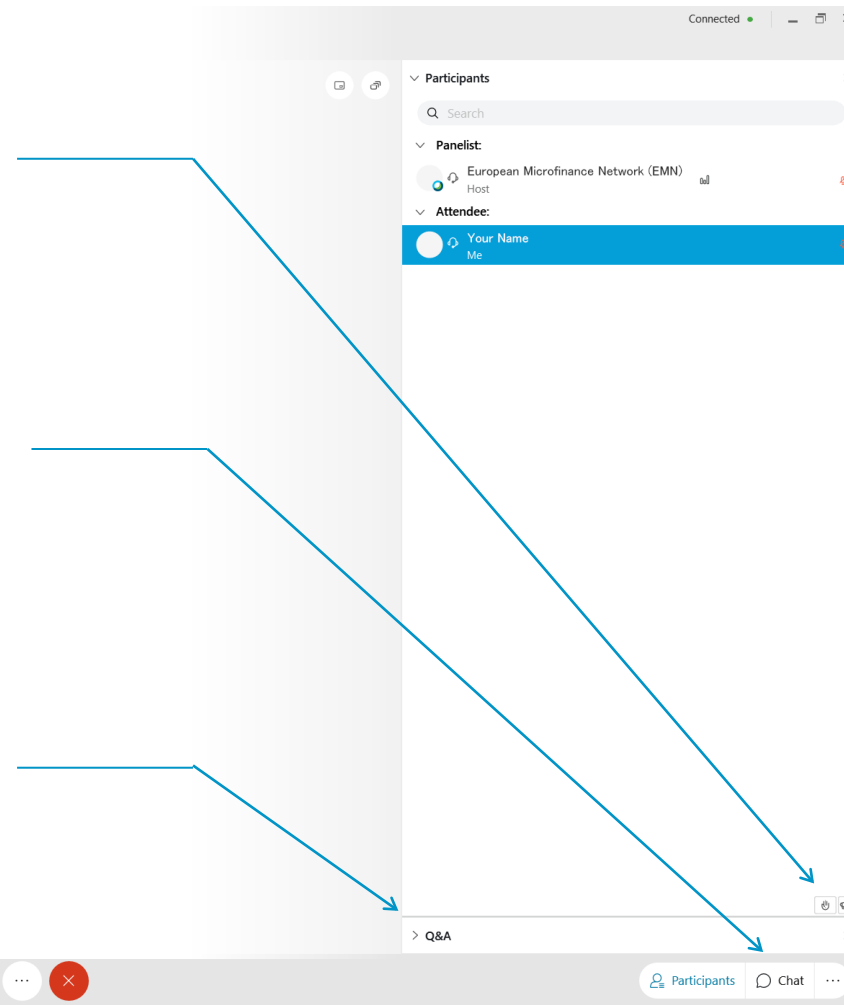 Connected
Participants
Search
Panelist:
European Microfinance Network (EMN)
Host
Attendee:
Your Name
Me
Q&A
Participants
Chat